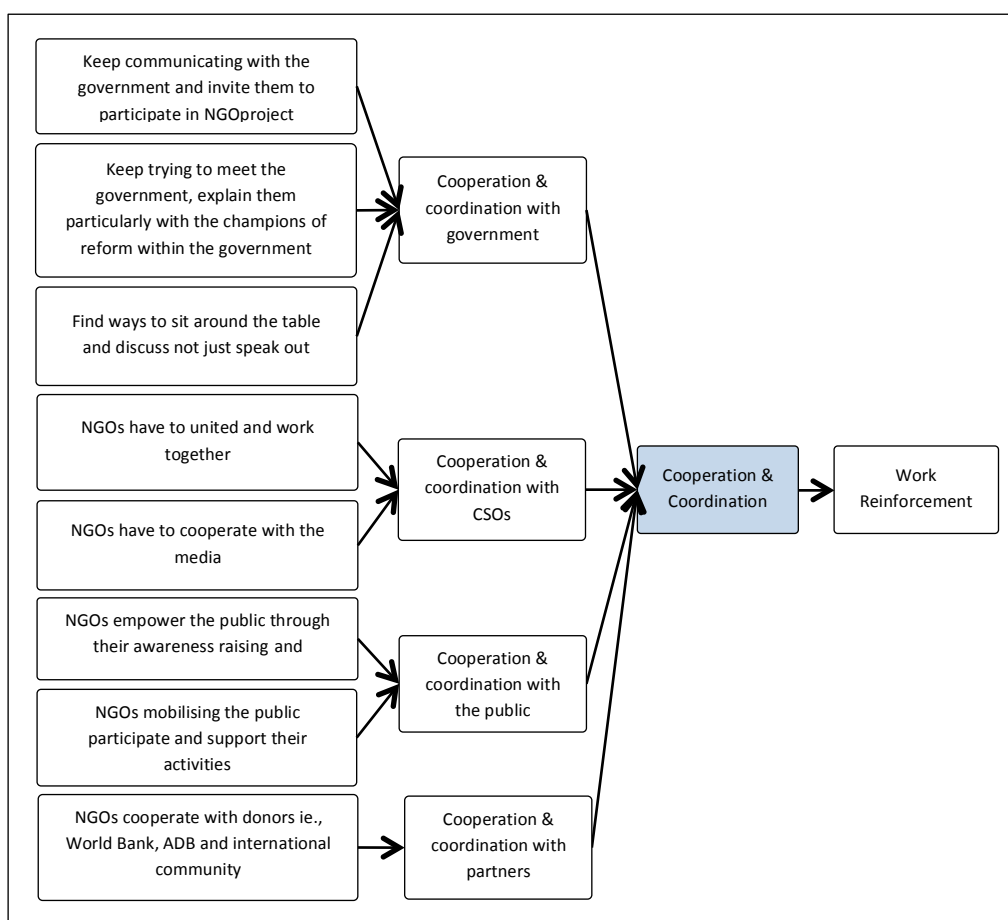 Keep communicating with the
government and invite them to
participate in NGOproject
Keep trying to meet the
government, explain them
particularly with the champions of
reform within the government
Find ways to sit around the table
and discuss not just speak out
NGOs have to united and work
together
NGOs have to cooperate with the
media
NGOs empower the public through
their awareness raising and
NGOs mobilising the public
participate and support their
activities
NGOs cooperate with donors ie.,
World Bank, ADB and international
community
Cooperation &
coordination with
government
Cooperation &
coordination with
CSOs
Cooperation &
coordination with
the public
Cooperation &
coordination with
partners
Cooperation &
Coordination
Work
Reinforcement